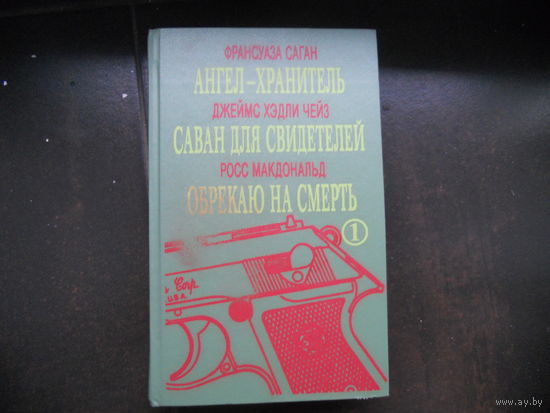 ФРАНСУАЗА САГАН
АНГЕЛ-ХРАНИТЕЛЬ
ДЖЕЙМС ХЭДЛИ ЧЕЙЗ
САВАН ДЛЯ СВИДЕТЕЛЕЙ
РОСС МАКДОНАЛЬД
ОБРЕКАЮ НА СМЕРТЬ
1
Corp.
U.S.A.
www.ay.by